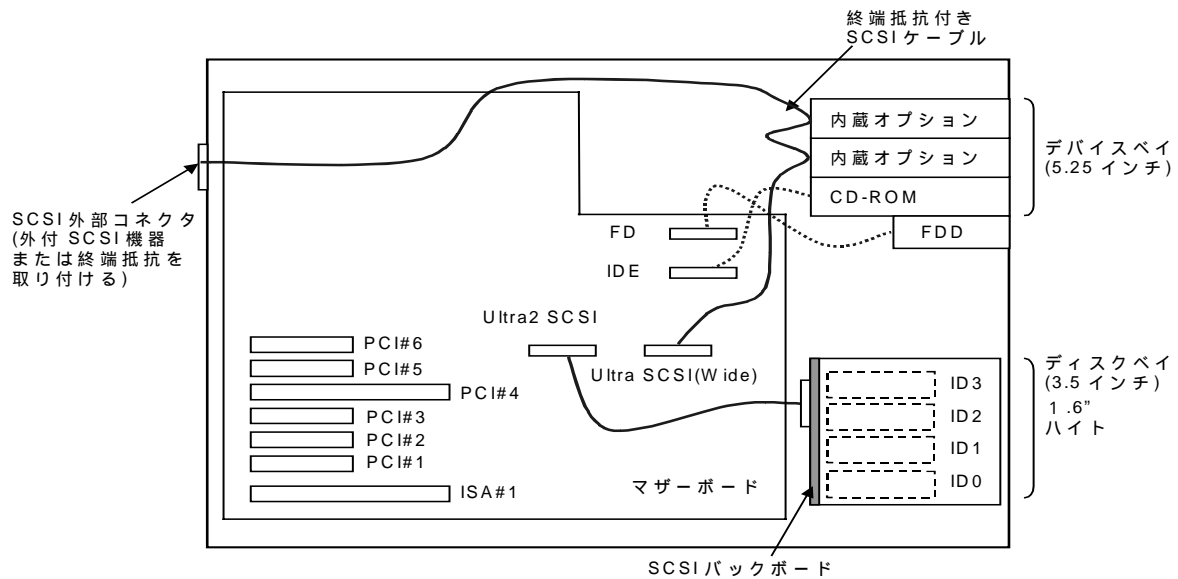 終端抵抗付き
SCSIケーブル
内蔵オプション
内蔵オプション
CD-ROM
FDD
デバイスベイ
(5.25インチ)
SCSI外部コネクタ
(外付SCSI機器
または終端抵抗を
取り付ける)
FD
IDE
Ultra2 SCSI
Ultra SCSI(Wide)
PCI#6
PCI#5
PCI#4
PCI#3
PCI#2
PCI#1
ISA#1
マザーボード
ID3
ID2
ID1
ID0
ディスクベイ
(3.5インチ)
1.6”
ハイト
SCSIバックボード